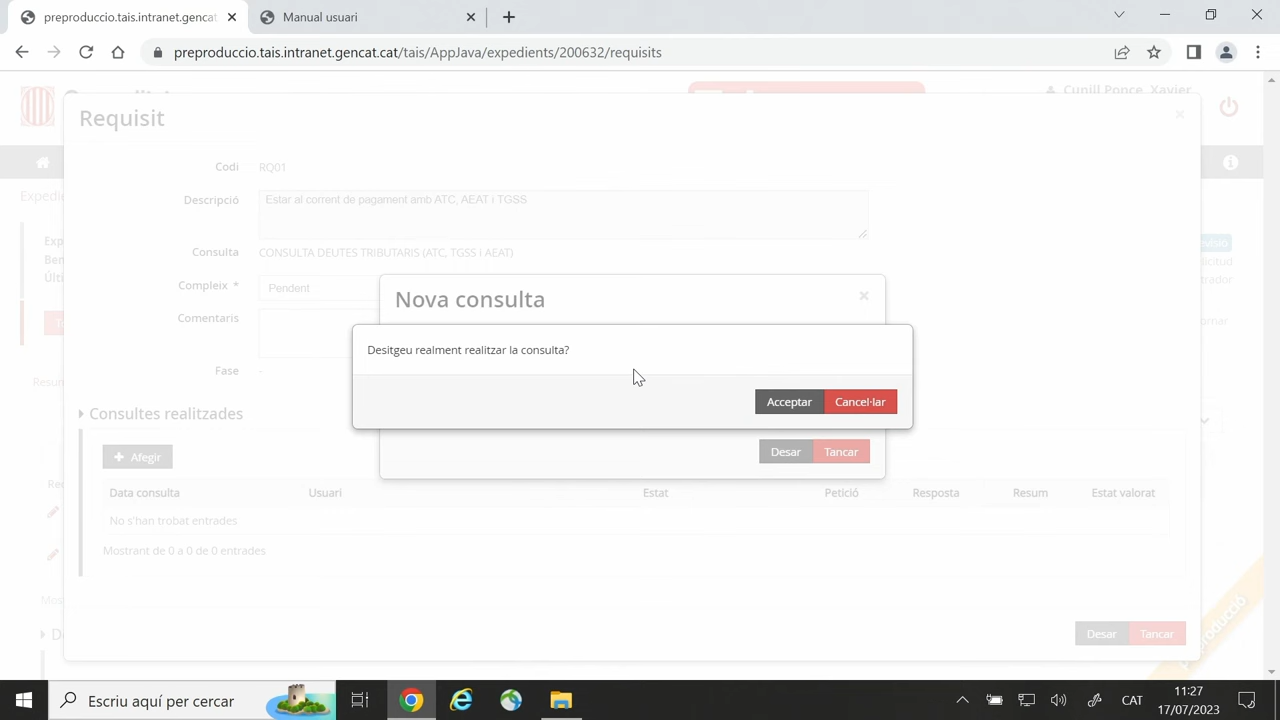 preproduccio.tais.intranet.gencat
Manual usuari
preproduccio.tais.intranet.gencat.cat/tais/AppJava/expedients/200632/requisits
Cunill Ponce, Xavier
Requisit
Codi RQ01
Descripció Estar al corrent de pagament amb ATC, AEAT i TGSS
Consulta CONSULTA DEUTES TRIBUTARIS (ATC, TGSS i AEAT)
Compleix * Pendent
Comentaris
Fase -
Nova consulta
Desitgeu realment realitzar la consulta?
Acceptar Cancel·lar
Desar Tancar
Consultes realitzades
Afegir
Data consulta Usuari Estat Petició Resposta Resum Estat valorat
No s'han trobat entrades
Mostrant de 0 a 0 de 0 entrades
Desar Tancar
Escriu aquí per cercar
CAT
11:27
17/07/2023